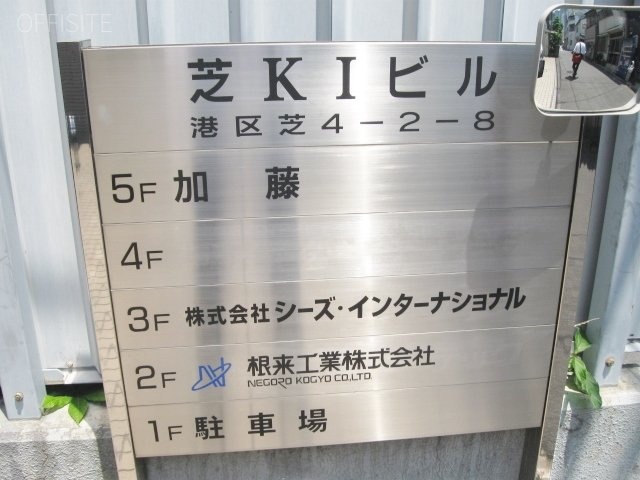 OFFISITE
芝KIビル
港区芝4-2-8
5F 加藤
4F
3F 株式会社シーズ・インターナショナル
2F 根来工業株式会社
NEGORO KOGYO CO.,LTD.
1F 駐車場